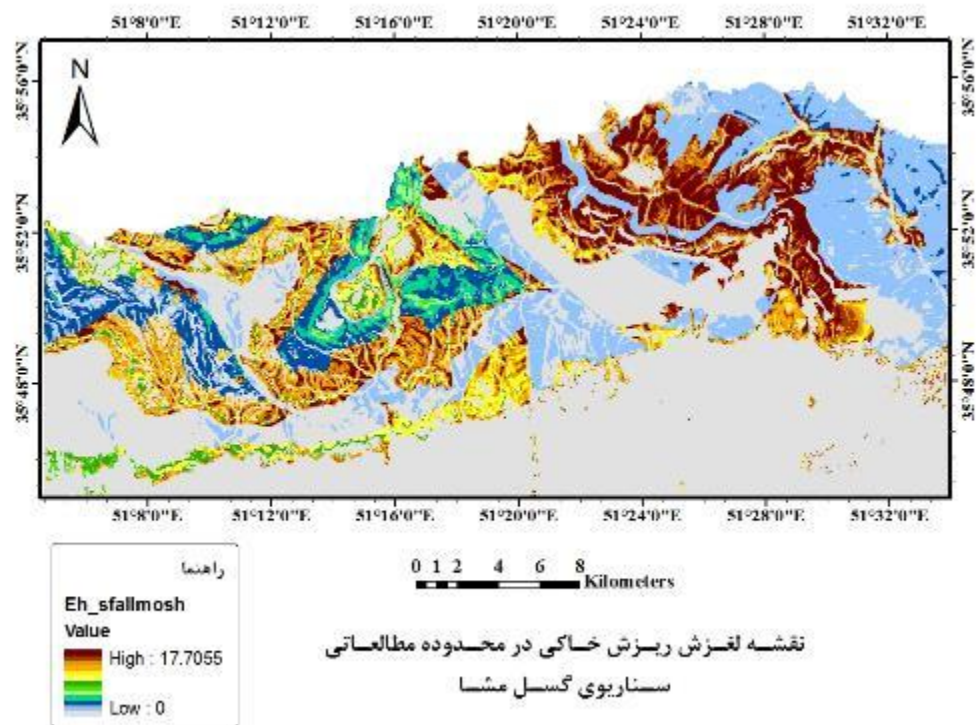 51°8'0"E 51°12'0"E 51°16'0"E 51°20'0"E 51°24'0"E 51°28'0"E 51°32'0"E
35°56'0"N 35°56'0"N
N
35°52'0"N 35°52'0"N
35°48'0"N 35°48'0"N
51°8'0"E 51°12'0"E 51°16'0"E 51°20'0"E 51°24'0"E 51°28'0"E 51°32'0"E
راهنما
Eh_sfallmosh
Value
High : 17.7055
Low : 0
0 1 2 4 6 8
Kilometers
نقشه لغزش ریزش خاکی در محدوده مطالعاتی
سناریوی گسل مشا